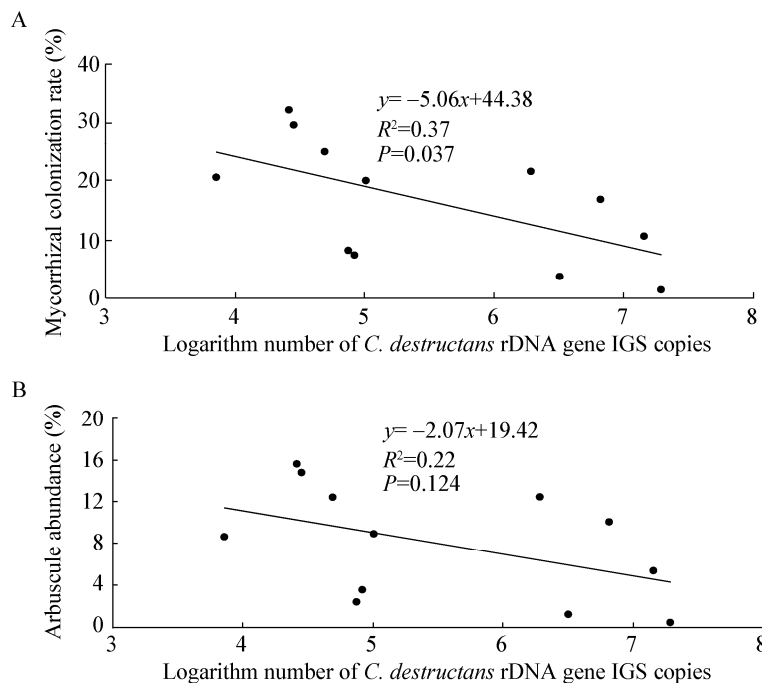 A
Mycorrhizal colonization rate (%)
40
30
20
10
0
y= −5.06x+44.38
R²=0.37
P=0.037
3 4 5 6 7 8
Logarithm number of C. destructans rDNA gene IGS copies
B
Arbuscule abundance (%)
20
16
12
8
4
0
y= −2.07x+19.42
R²=0.22
P=0.124
3 4 5 6 7 8
Logarithm number of C. destructans rDNA gene IGS copies